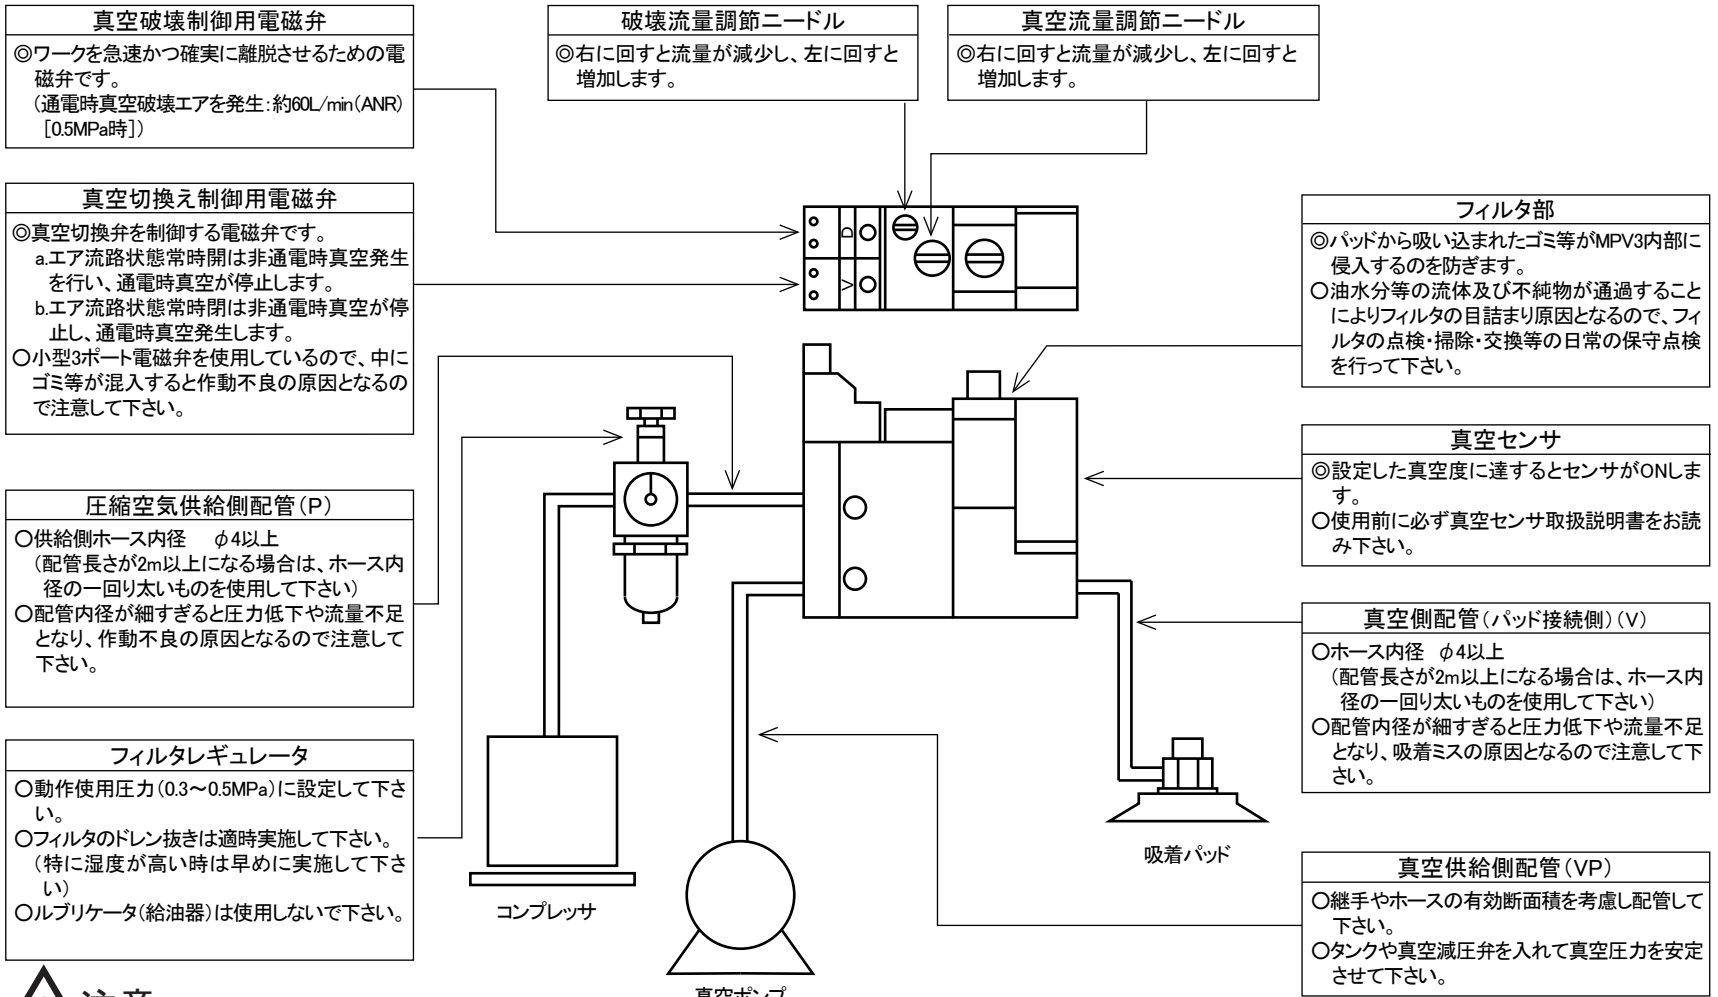 真空破壊制御用電磁弁
◎ワークを急速かつ確実に離脱させるための電
磁弁です。
(通電時真空破壊エアを発生:約60L/min(ANR)
[0.5MPa時])
破壊流量調節ニードル
◎右に回すと流量が減少し、左に回すと
増加します。
真空流量調節ニードル
◎右に回すと流量が減少し、左に回すと
増加します。
真空切換え制御用電磁弁
◎真空切換弁を制御する電磁弁です。
a.エア流路状態常時開は非通電時真空発生
を行い、通電時真空が停止します。
b.エア流路状態常時閉は非通電時真空が停
止し、通電時真空発生します。
○小型3ポート電磁弁を使用しているので、中に
ゴミ等が混入すると作動不良の原因となるの
で注意して下さい。
D
V
フィルタ部
◎パッドから吸い込まれたゴミ等がMPV3内部に
侵入するのを防ぎます。
○油水分等の流体及び不純物が通過すること
によりフィルタの目詰まり原因となるので、フィ
ルタの点検・掃除・交換等の日常の保守点検
を行って下さい。
真空センサ
◎設定した真空度に達するとセンサがONしま
す。
○使用前に必ず真空センサ取扱説明書をお読
み下さい。
圧縮空気供給側配管(P)
○供給側ホース内径 φ4以上
(配管長さが2m以上になる場合は、ホース内
径の一回り太いものを使用して下さい)
○配管内径が細すぎると圧力低下や流量不足
となり、作動不良の原因となるので注意して
下さい。
真空側配管(パッド接続側)(V)
○ホース内径 φ4以上
(配管長さが2m以上になる場合は、ホース内
径の一回り太いものを使用して下さい)
○配管内径が細すぎると圧力低下や流量不足
となり、吸着ミスの原因となるので注意して下
さい。
フィルタレギュレータ
○動作使用圧力(0.3～0.5MPa)に設定して下さ
い。
○フィルタのドレン抜きは適時実施して下さい。
(特に湿度が高い時は早めに実施して下さ
い)
○ルブリケータ(給油器)は使用しないで下さい。
コンプレッサ
吸着パッド
真空供給側配管(VP)
○継手やホースの有効断面積を考慮し配管して
下さい。
○タンクや真空減圧弁を入れて真空圧力を安定
させて下さい。
真空ポンプ
注意